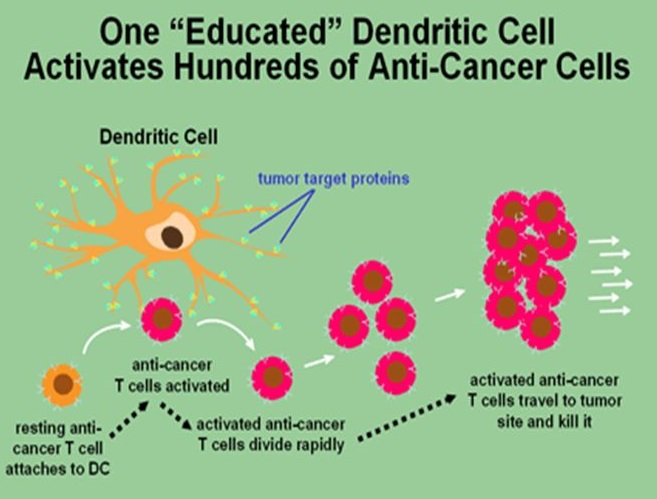 One “Educated” Dendritic Cell
Activates Hundreds of Anti-Cancer Cells
Dendritic Cell
tumor target proteins
anti-cancer
T cells activated
resting anti-
cancer T cell
attaches to DC
activated anti-cancer
T cells divide rapidly
activated anti-cancer
T cells travel to tumor
site and kill it